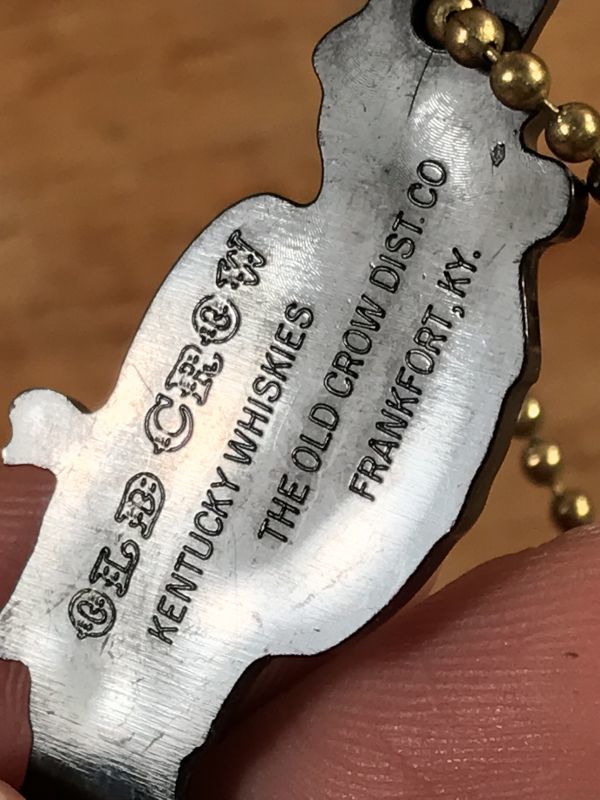 OLD CROW
KENTUCKY WHISKIES
THE OLD CROW DIST. CO
FRANKFORT, KY.